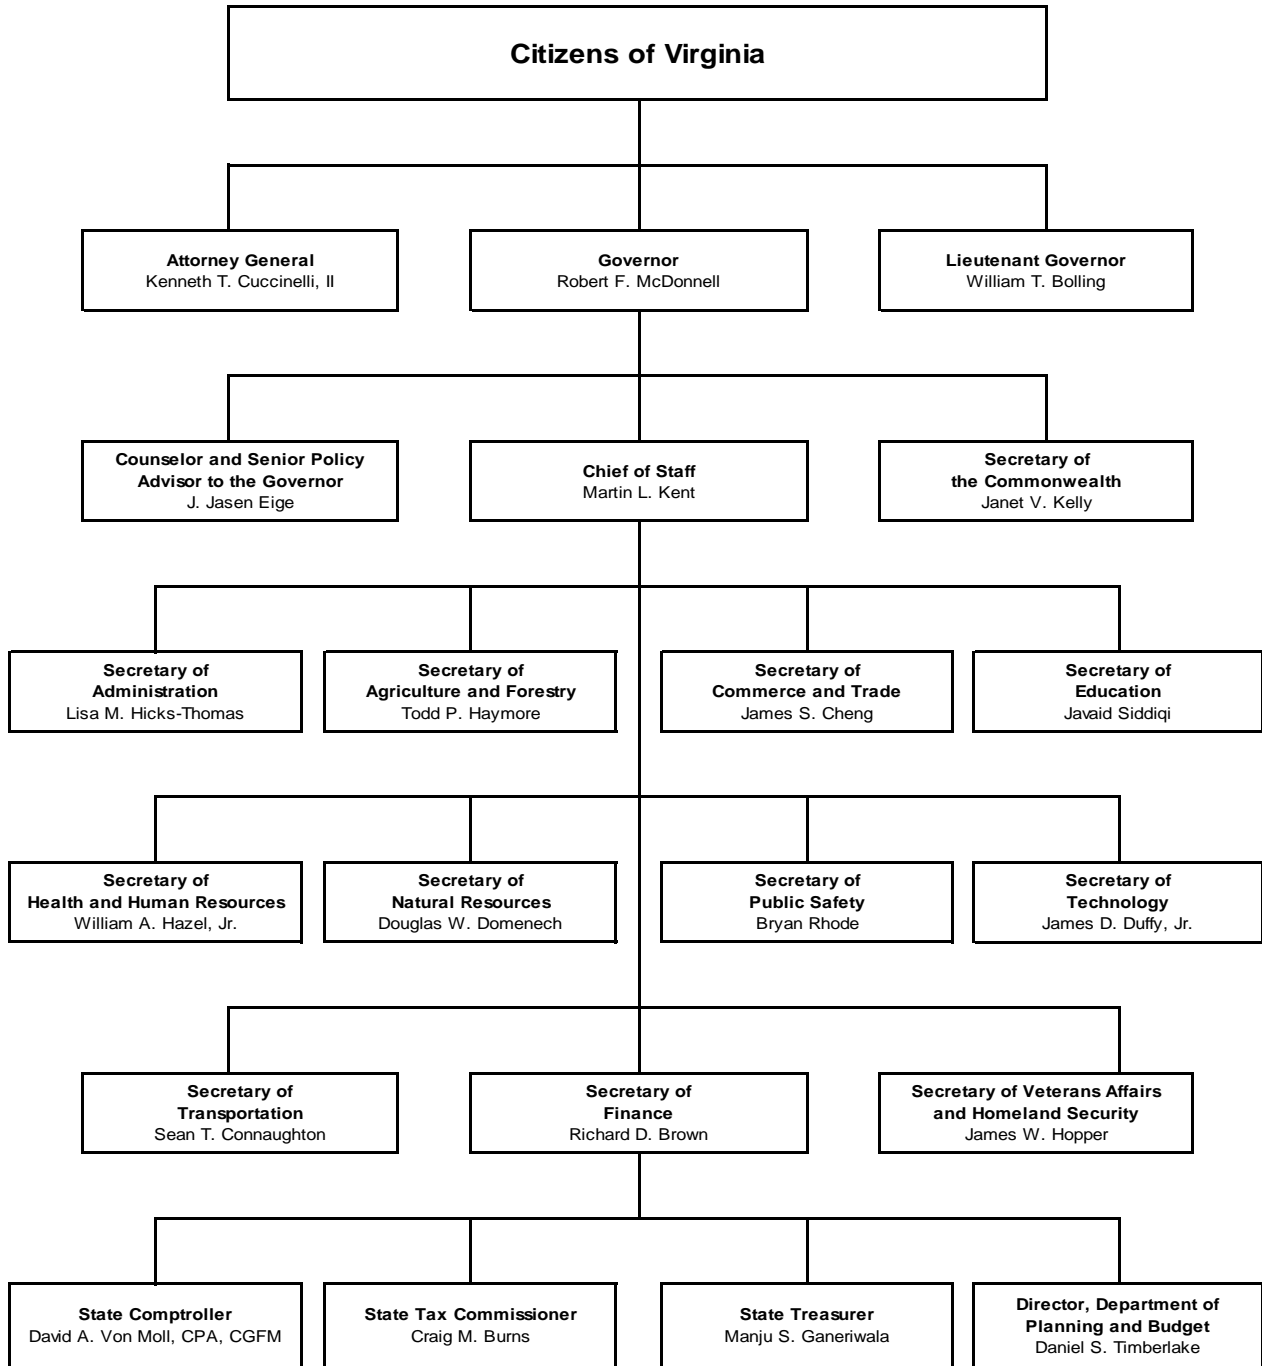 Citizens of Virginia
Attorney General
Kenneth T. Cuccinelli, II
Governor
Robert F. McDonnell
Lieutenant Governor
William T. Bolling
Counselor and Senior Policy
Advisor to the Governor
J. Jasen Eige
Chief of Staff
Martin L. Kent
Secretary of
the Commonwealth
Janet V. Kelly
Secretary of
Administration
Lisa M. Hicks-Thomas
Secretary of
Agriculture and Forestry
Todd P. Haymore
Secretary of
Commerce and Trade
James S. Cheng
Secretary of
Education
Javaid Siddiqi
Secretary of
Health and Human Resources
William A. Hazel, Jr.
Secretary of
Natural Resources
Douglas W. Domenech
Secretary of
Public Safety
Bryan Rhode
Secretary of
Technology
James D. Duffy, Jr.
Secretary of
Transportation
Sean T. Connaughton
Secretary of
Finance
Richard D. Brown
Secretary of Veterans Affairs
and Homeland Security
James W. Hopper
State Comptroller
David A. Von Moll, CPA, CGFM
State Tax Commissioner
Craig M. Burns
State Treasurer
Manju S. Ganeriwala
Director, Department of
Planning and Budget
Daniel S. Timberlake